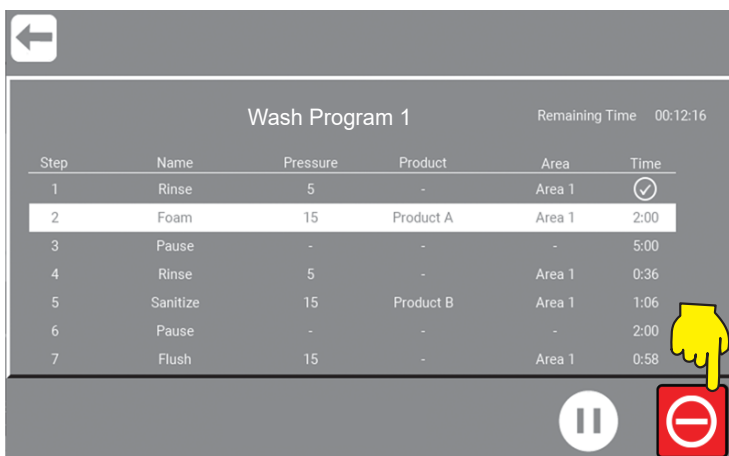 Wash Program 1
Remaining Time 00:12:16
Step Name Pressure Product Area Time
1 Rinse 5 - Area 1
2 Foam 15 Product A Area 1 2:00
3 Pause - - - 5:00
4 Rinse 5 - Area 1 0:36
5 Sanitize 15 Product B Area 1 1:06
6 Pause - - - 2:00
7 Flush 15 - Area 1 0:58